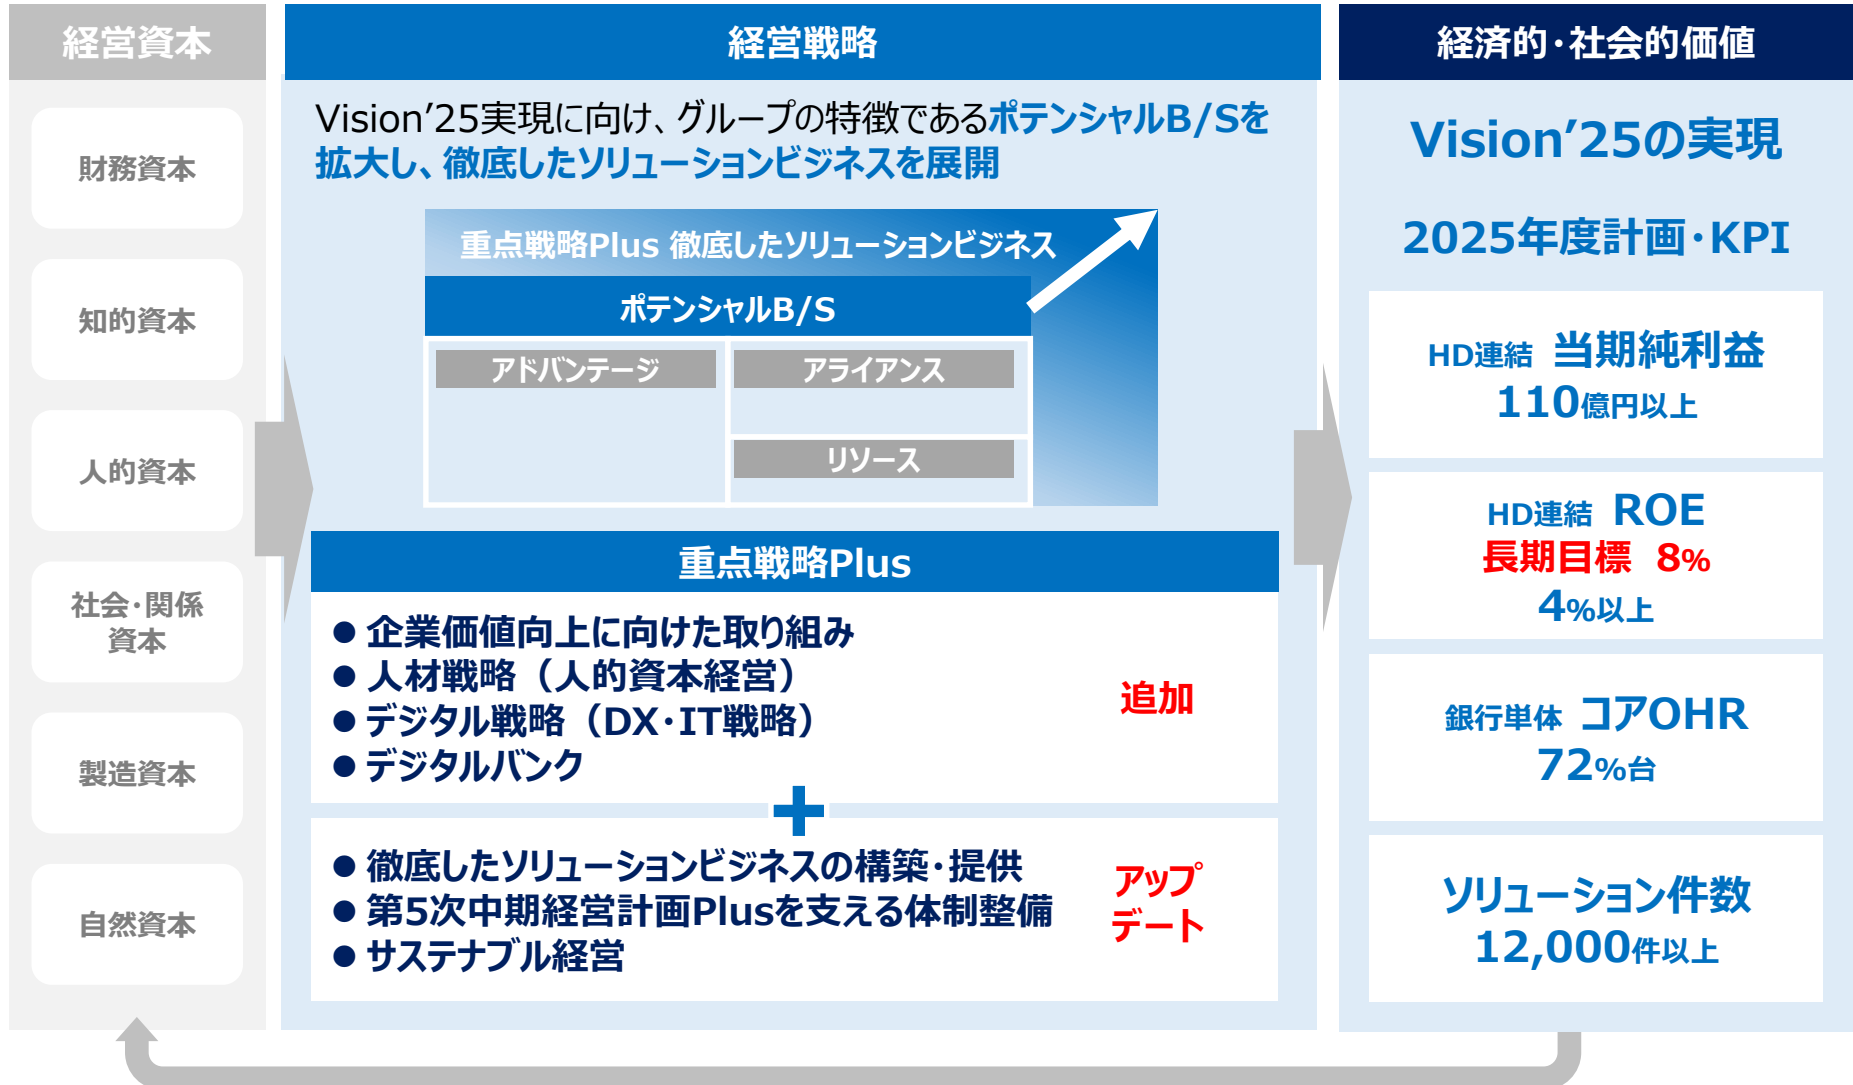 経営資本
財務資本
知的資本
人的資本
社会・関係
資本
製造資本
自然資本
経営戦略
Vision’25実現に向け、グループの特徴であるポテンシャルB/Sを
拡大し、徹底したソリューションビジネスを展開
重点戦略Plus 徹底したソリューションビジネス
ポテンシャルB/S
アドバンテージ
アライアンス
リソース
重点戦略Plus
● 企業価値向上に向けた取り組み
● 人材戦略（人的資本経営）
● デジタル戦略（DX・IT戦略）
● デジタルバンク
追加
● 徹底したソリューションビジネスの構築・提供
● 第5次中期経営計画Plusを支える体制整備
● サステナブル経営
アップ
デート
経済的・社会的価値
Vision’25の実現
2025年度計画・KPI
HD連結 当期純利益
110億円以上
HD連結 ROE
長期目標 8%
4%以上
銀行単体 コアOHR
72%台
ソリューション件数
12,000件以上